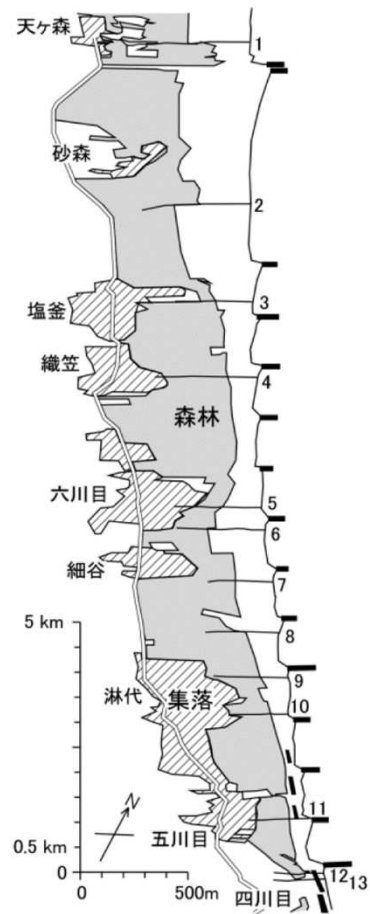 天ヶ森
1
砂森
2
塩釜
3
織笠
4
森林
六川目
5
6
細谷
7
5 km
8
9
淋代
集落
10
N
11
五川目
0.5 km
0
12
13
0
500m
四川目